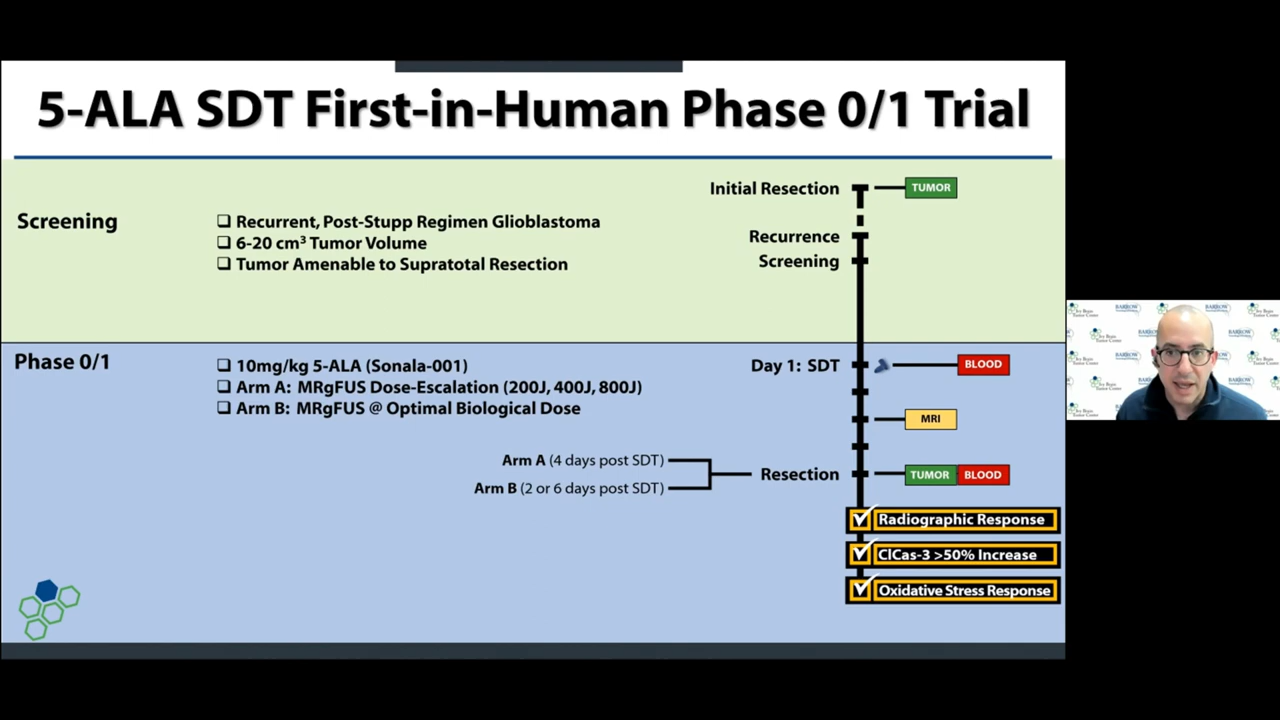 5-ALA SDT First-in-Human Phase 0/1 Trial
Screening
❑ Recurrent, Post-Stupp Regimen Glioblastoma
❑ 6-20 cm³ Tumor Volume
❑ Tumor Amenable to Supratotal Resection
Initial Resection
TUMOR
Recurrence
Screening
Phase 0/1
❑ 10mg/kg 5-ALA (Sonala-001)
❑ Arm A: MRgFUS Dose-Escalation (200J, 400J, 800J)
❑ Arm B: MRgFUS @ Optimal Biological Dose
Day 1: SDT
BLOOD
MRI
Arm A (4 days post SDT)
Arm B (2 or 6 days post SDT)
Resection
TUMOR BLOOD
Radiographic Response
ClCas-3 >50% Increase
Oxidative Stress Response
BARROW